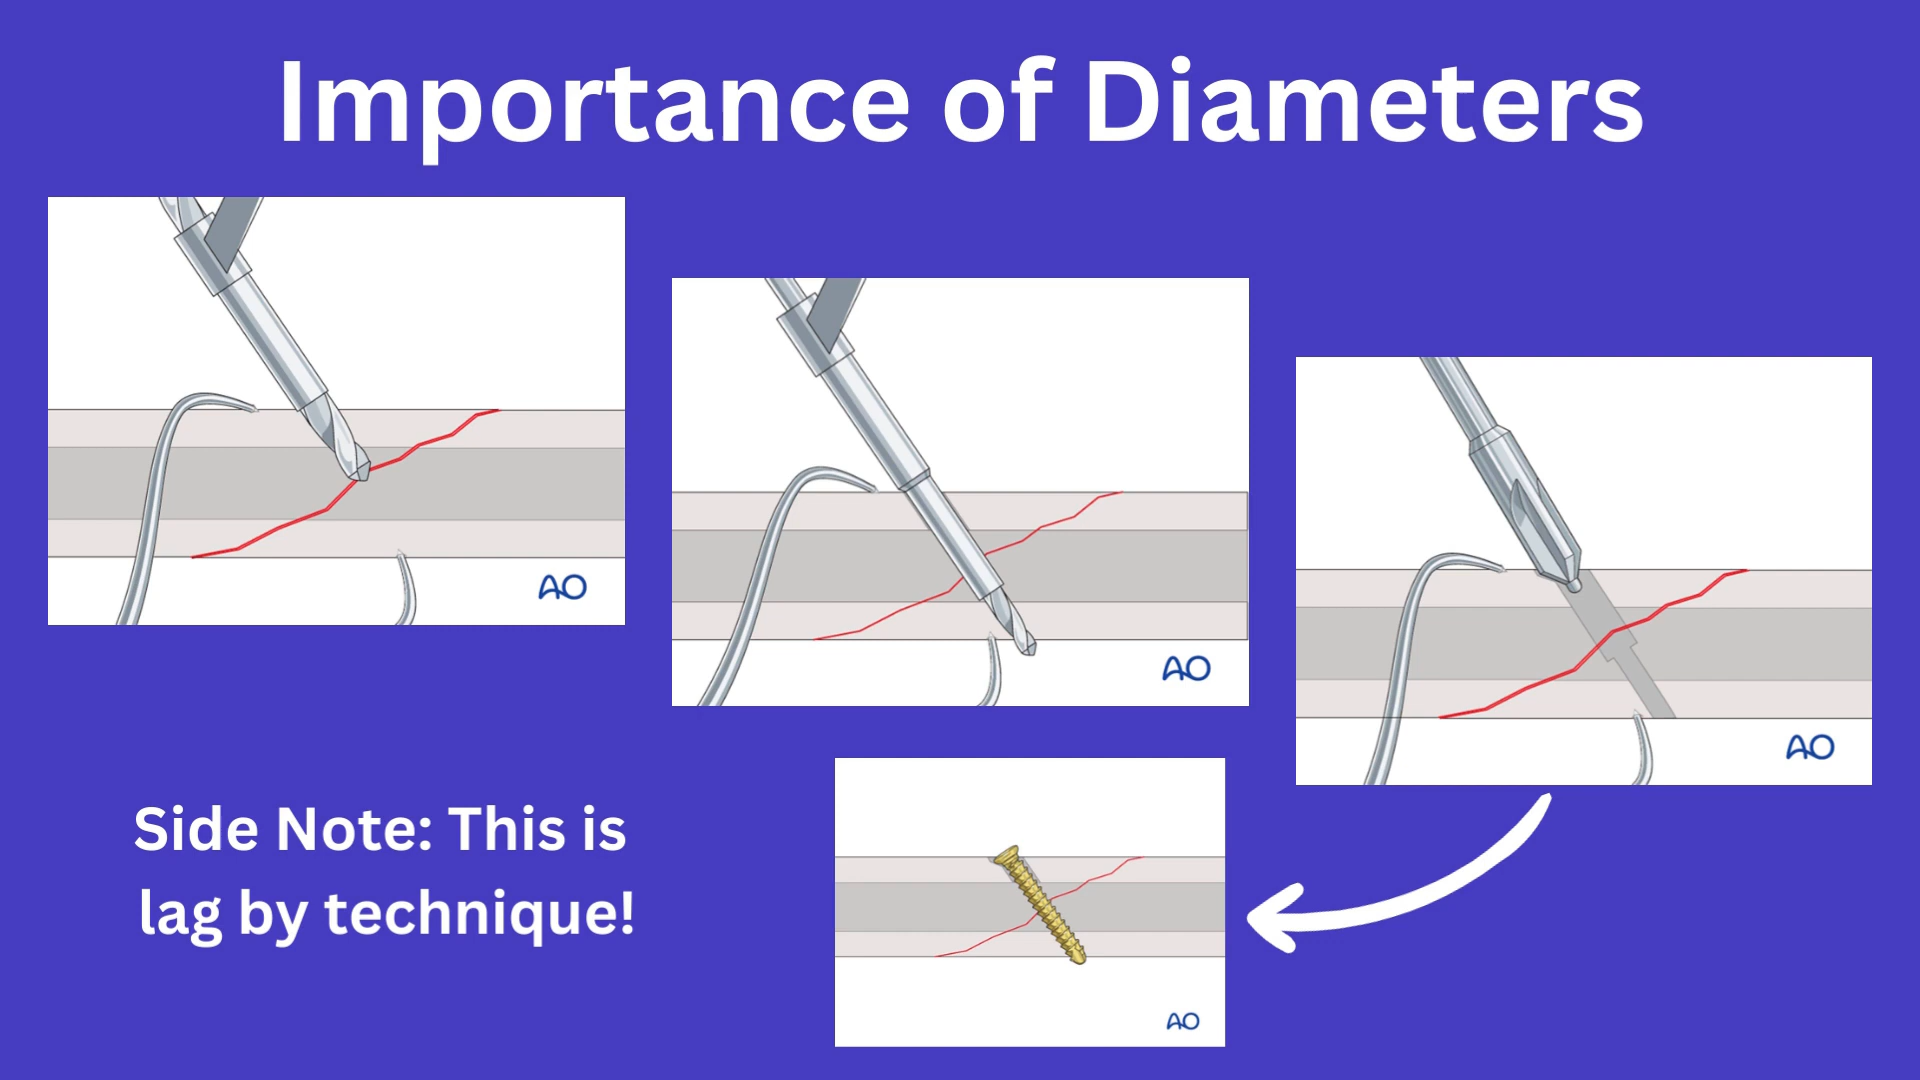 Importance of Diameters
AO
AO
AO
Side Note: This is
lag by technique!
AO